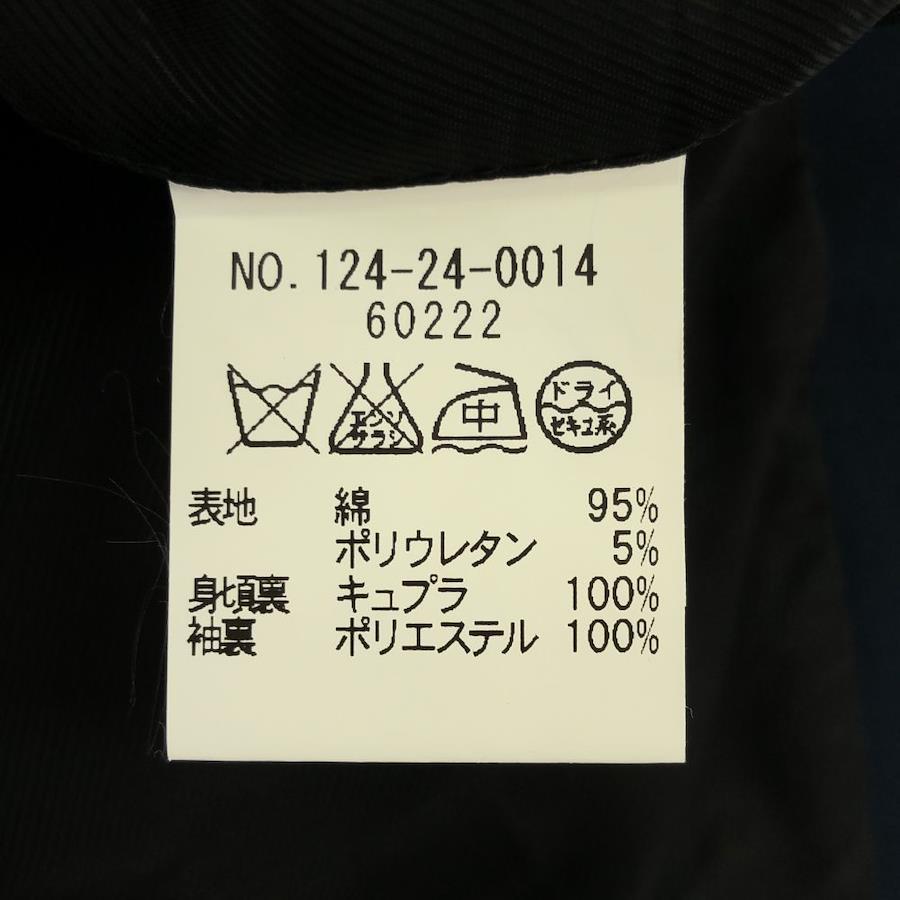 NO. 124-24-0014
60222
エンソ サラシ 中 ドライ セキユ系
表地 綿 95%
ポリウレタン 5%
身頃裏 キュプラ 100%
袖裏 ポリエステル 100%